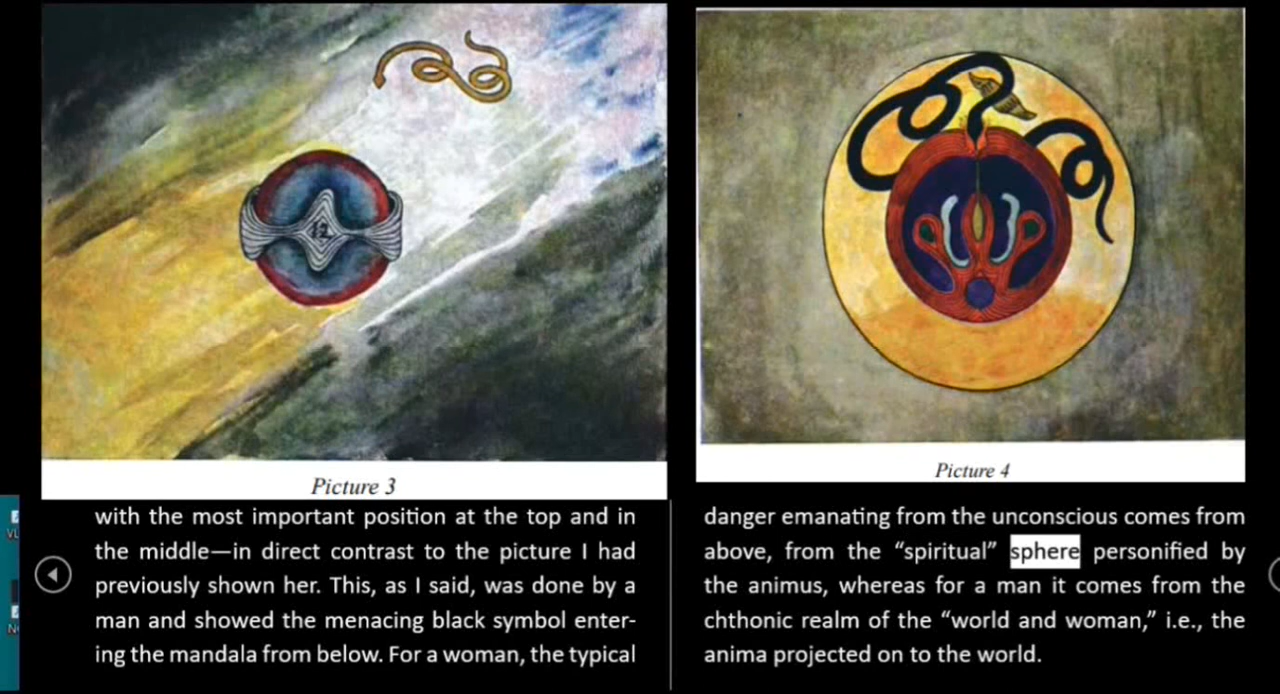 12
Picture 3
Picture 4
with the most important position at the top and in
the middle—in direct contrast to the picture I had
previously shown her. This, as I said, was done by a
man and showed the menacing black symbol enter-
ing the mandala from below. For a woman, the typical
danger emanating from the unconscious comes from
above, from the “spiritual” sphere personified by
the animus, whereas for a man it comes from the
chthonic realm of the “world and woman,” i.e., the
anima projected on to the world.